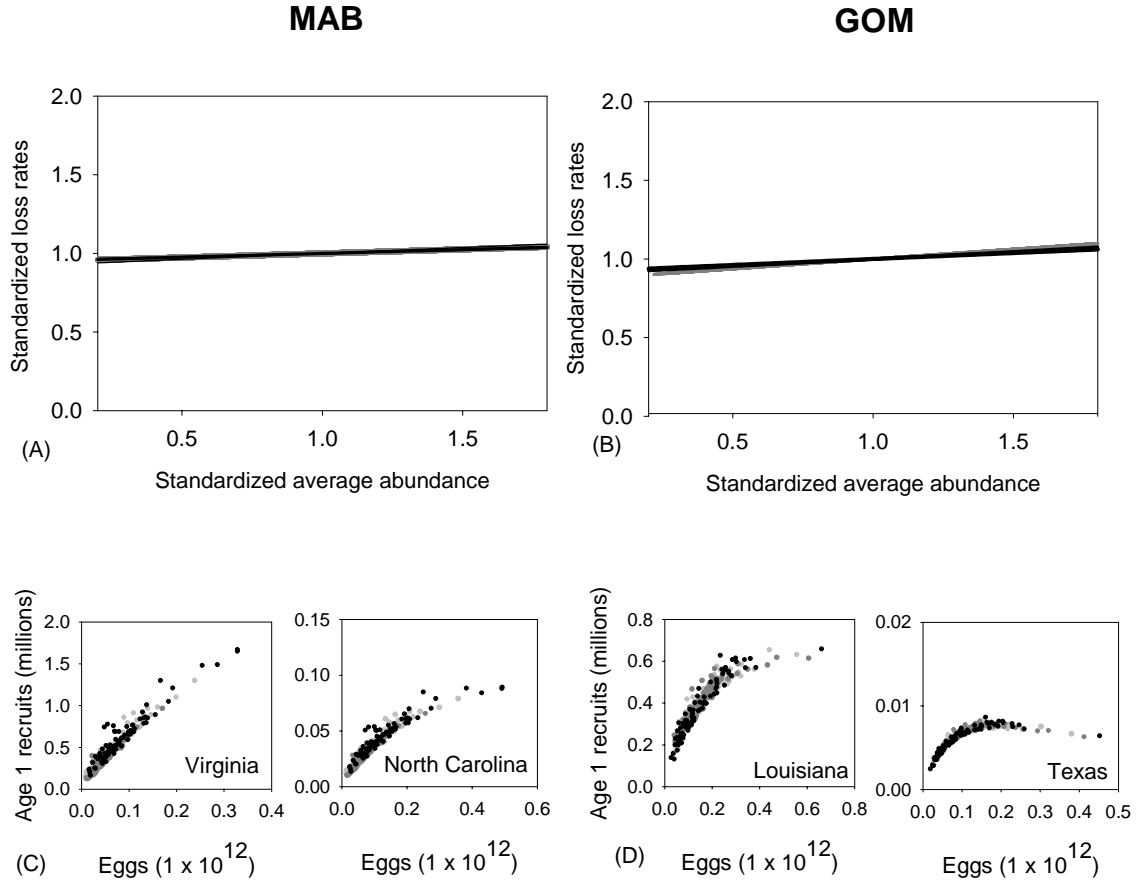 MAB
GOM
Standardized loss rates
2.0
1.5
1.0
0.5
0.0
0.5
1.0
1.5
(A)
Standardized average abundance
Standardized loss rates
2.0
1.5
1.0
0.5
0.0
0.5
1.0
1.5
(B)
Standardized average abundance
Age 1 recruits (millions)
2.0
1.5
1.0
0.5
0.0
Virginia
0.0
0.1
0.2
0.3
0.4
(C)
Eggs (1 x 10^12)
0.15
0.10
0.05
0.00
North Carolina
0.0
0.2
0.4
0.6
Eggs (1 x 10^12)
Age 1 recruits (millions)
0.8
0.6
0.4
0.2
0.0
Louisiana
0.0
0.2
0.4
0.6
0.8
(D)
Eggs (1 x 10^12)
0.02
0.01
0.00
Texas
0.0
0.1
0.2
0.3
0.4
0.5
Eggs (1 x 10^12)